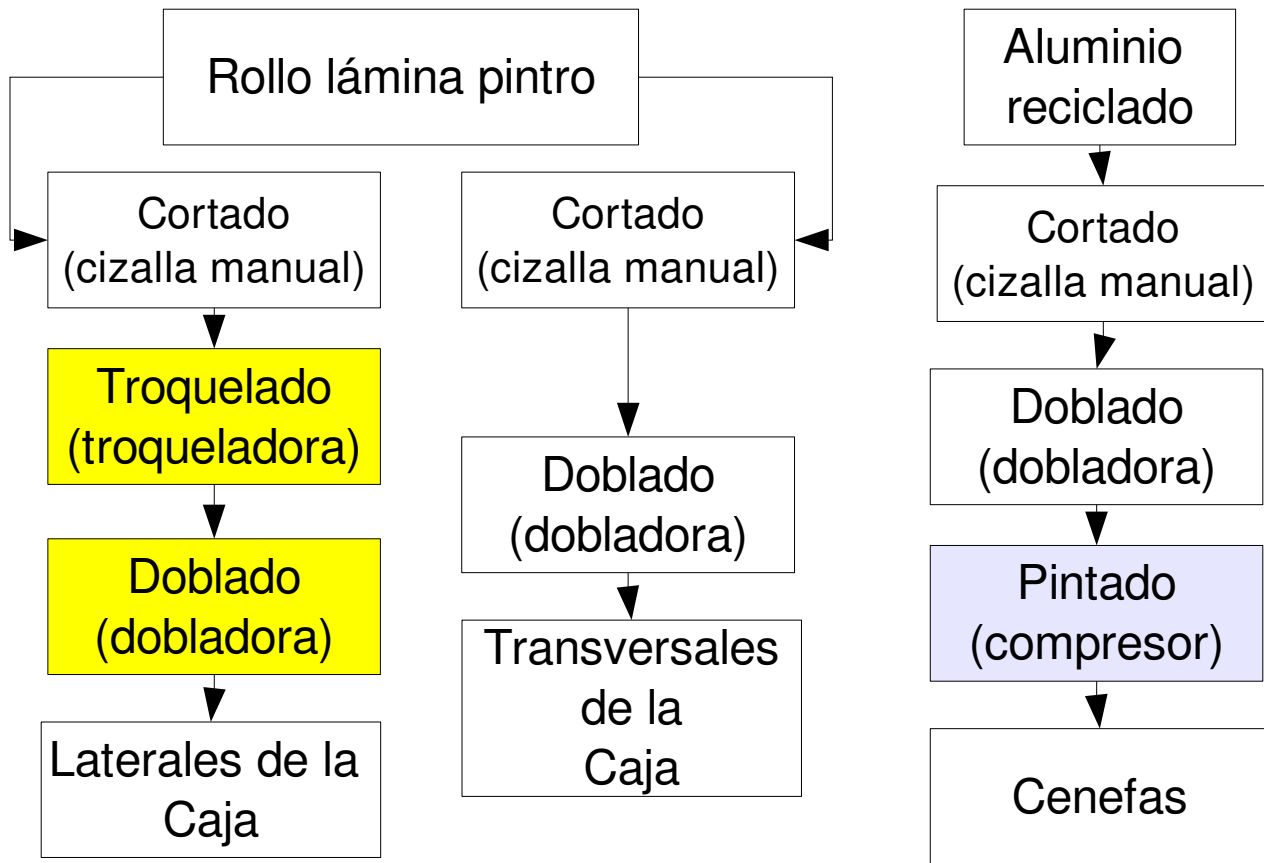 Rollo lámina pintro
Cortado
(cizalla manual)
Troquelado
(troqueladora)
Doblado
(dobladora)
Laterales de la
Caja
Cortado
(cizalla manual)
Doblado
(dobladora)
Transversales
de la
Caja
Aluminio
reciclado
Cortado
(cizalla manual)
Doblado
(dobladora)
Pintado
(compresor)
Cenefas